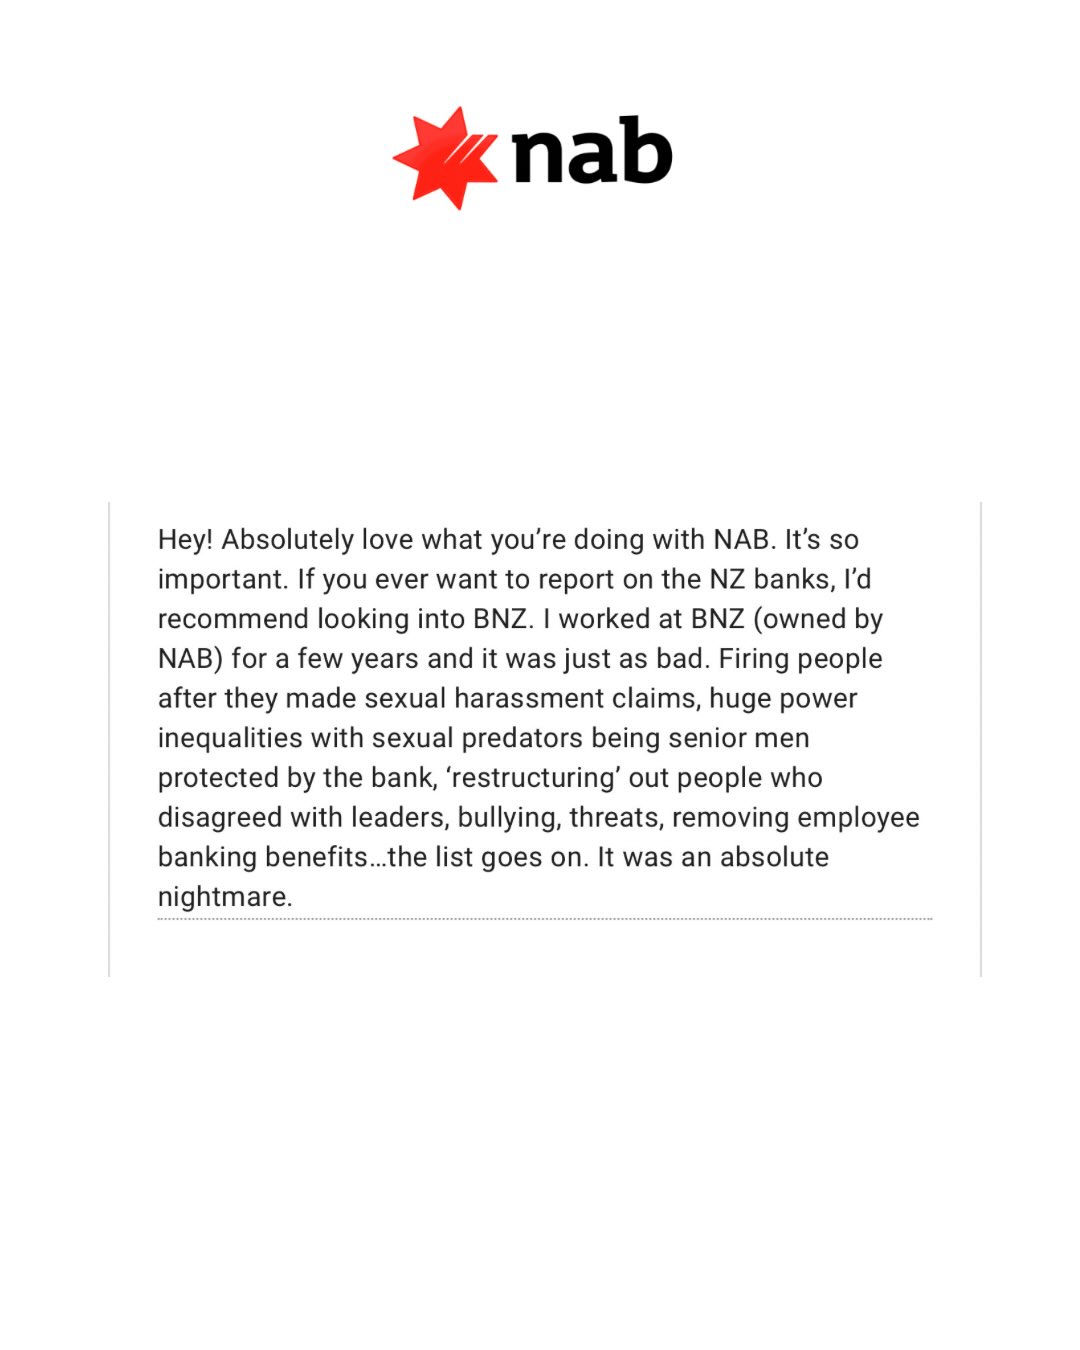 nab
Hey! Absolutely love what you’re doing with NAB. It’s so
important. If you ever want to report on the NZ banks, I’d
recommend looking into BNZ. I worked at BNZ (owned by
NAB) for a few years and it was just as bad. Firing people
after they made sexual harassment claims, huge power
inequalities with sexual predators being senior men
protected by the bank, ‘restructuring’ out people who
disagreed with leaders, bullying, threats, removing employee
banking benefits…the list goes on. It was an absolute
nightmare.